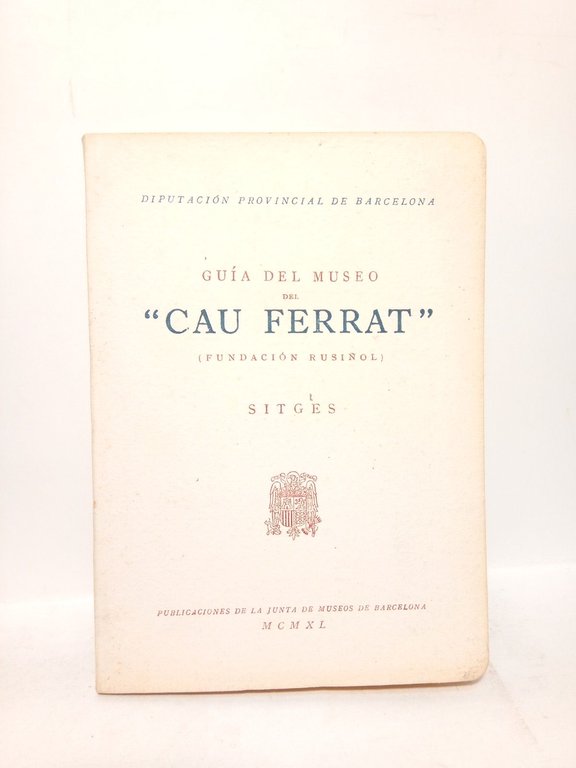 DIPUTACIÓN PROVINCIAL DE BARCELONA
GUÍA DEL MUSEO
DEL
“CAU FERRAT”
(FUNDACIÓN RUSIÑOL)
SITGES
PUBLICACIONES DE LA JUNTA DE MUSEOS DE BARCELONA
MCMXL